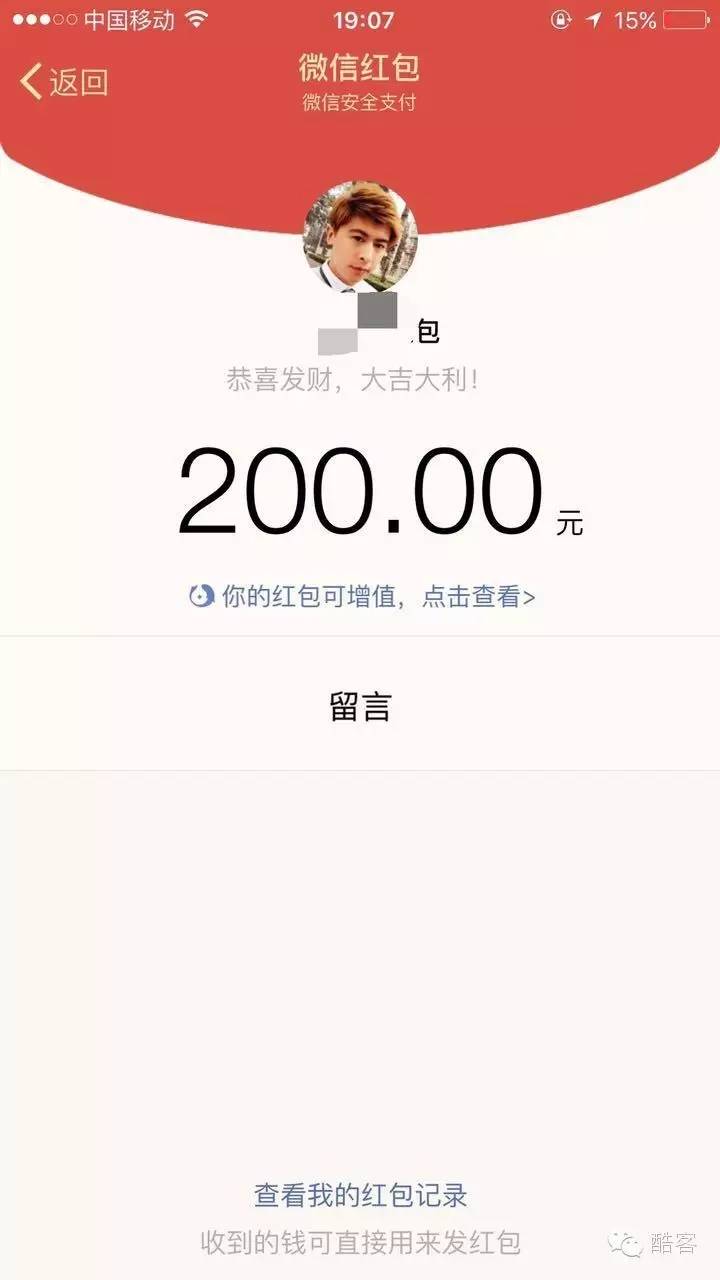 中国移动 19:07 15%
返回 微信红包
微信安全支付
包
恭喜发财，大吉大利！
200.00 元
你的红包可增值，点击查看>
留言
查看我的红包记录
收到的钱可直接用来发红包
酷客